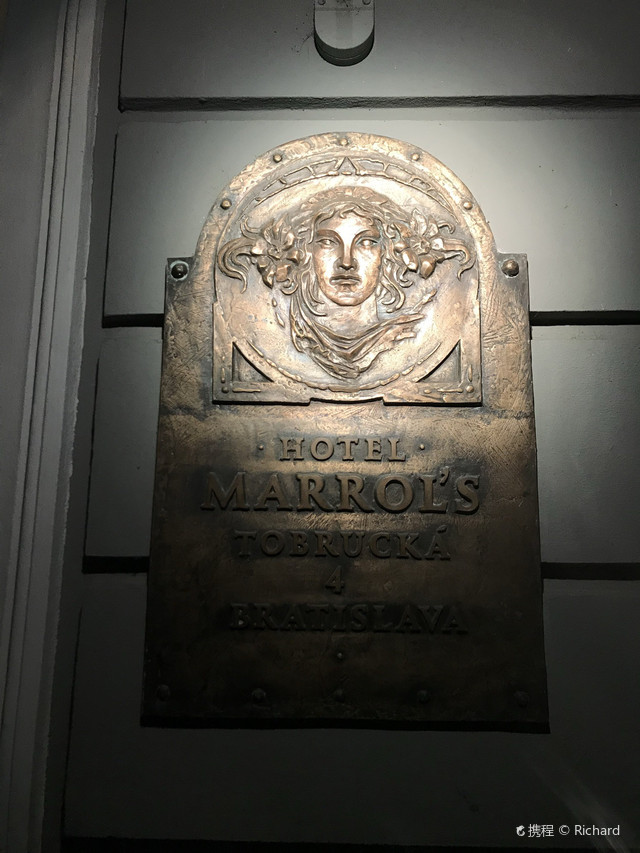 · HOTEL ·
MARROL'S
TOBRUCKÁ
4
BRATISLAVA
携程 © Richard